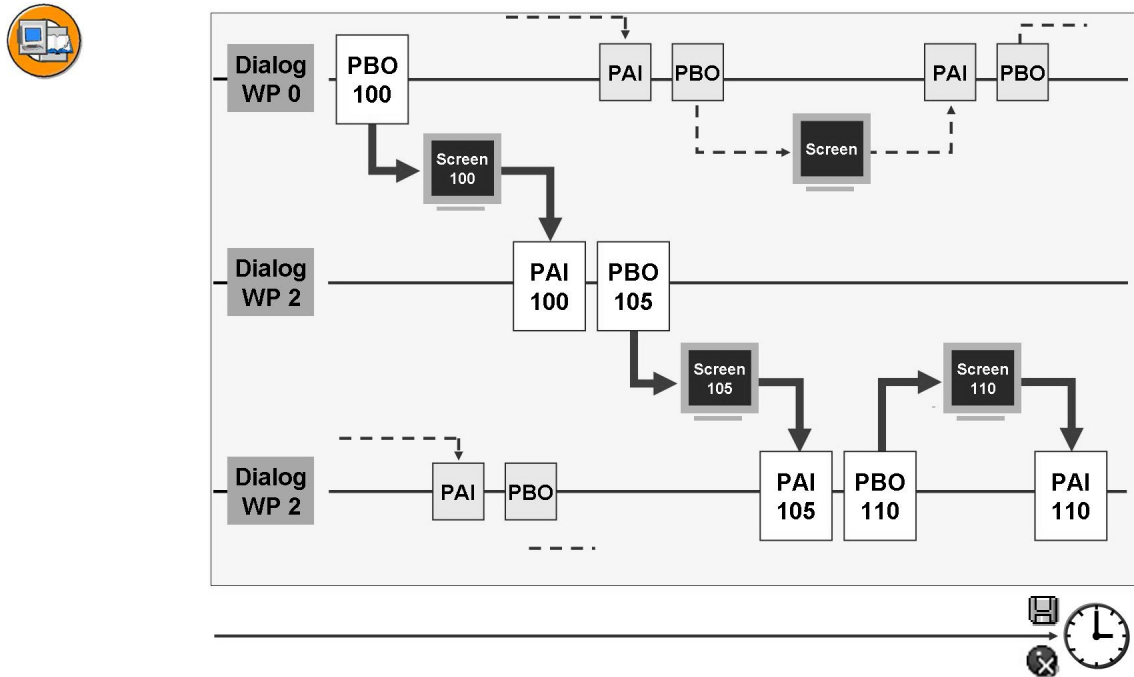 Dialog
WP 0
PBO
100
PAI
PBO
PAI
PBO
Screen
Screen
100
Dialog
WP 2
PAI
100
PBO
105
Screen
105
Screen
110
Dialog
WP 2
PAI
PBO
PAI
105
PBO
110
PAI
110